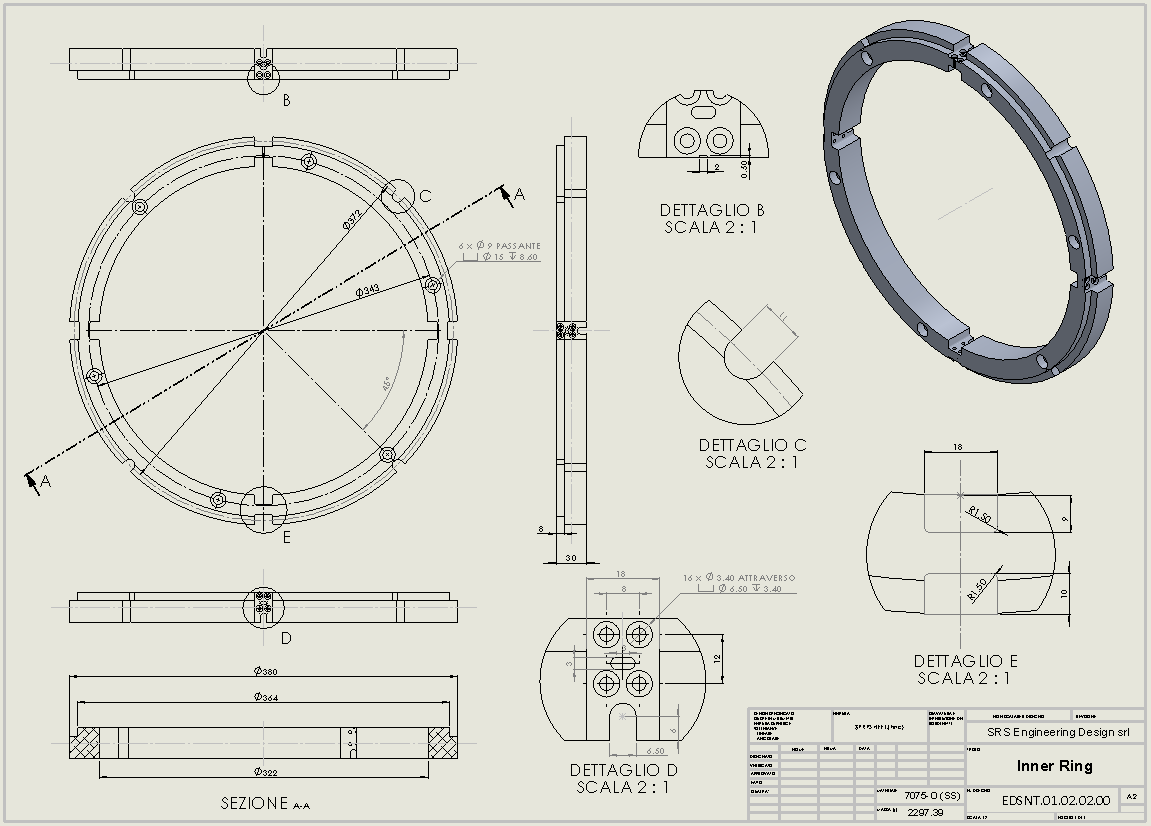 B
A
C
Ø372
6 x Ø 9 PASSANTE
Ø 15 8.60
Ø343
45°
A
E
D
Ø380
Ø364
Ø322
SEZIONE A-A
8
30
2
0.50
DETTAGLIO B
SCALA 2 : 1
11
DETTAGLIO C
SCALA 2 : 1
18
8
16 x Ø 3.40 ATTRAVERSO
Ø 6.50 3.40
8
3
12
6
6.50
DETTAGLIO D
SCALA 2 : 1
18
R1.50
9
R1.50
10
DETTAGLIO E
SCALA 2 : 1
SRS Engineering Design srl
Inner Ring
7075-O (SS)
EDSNT.01.02.02.00
A2
2297.39